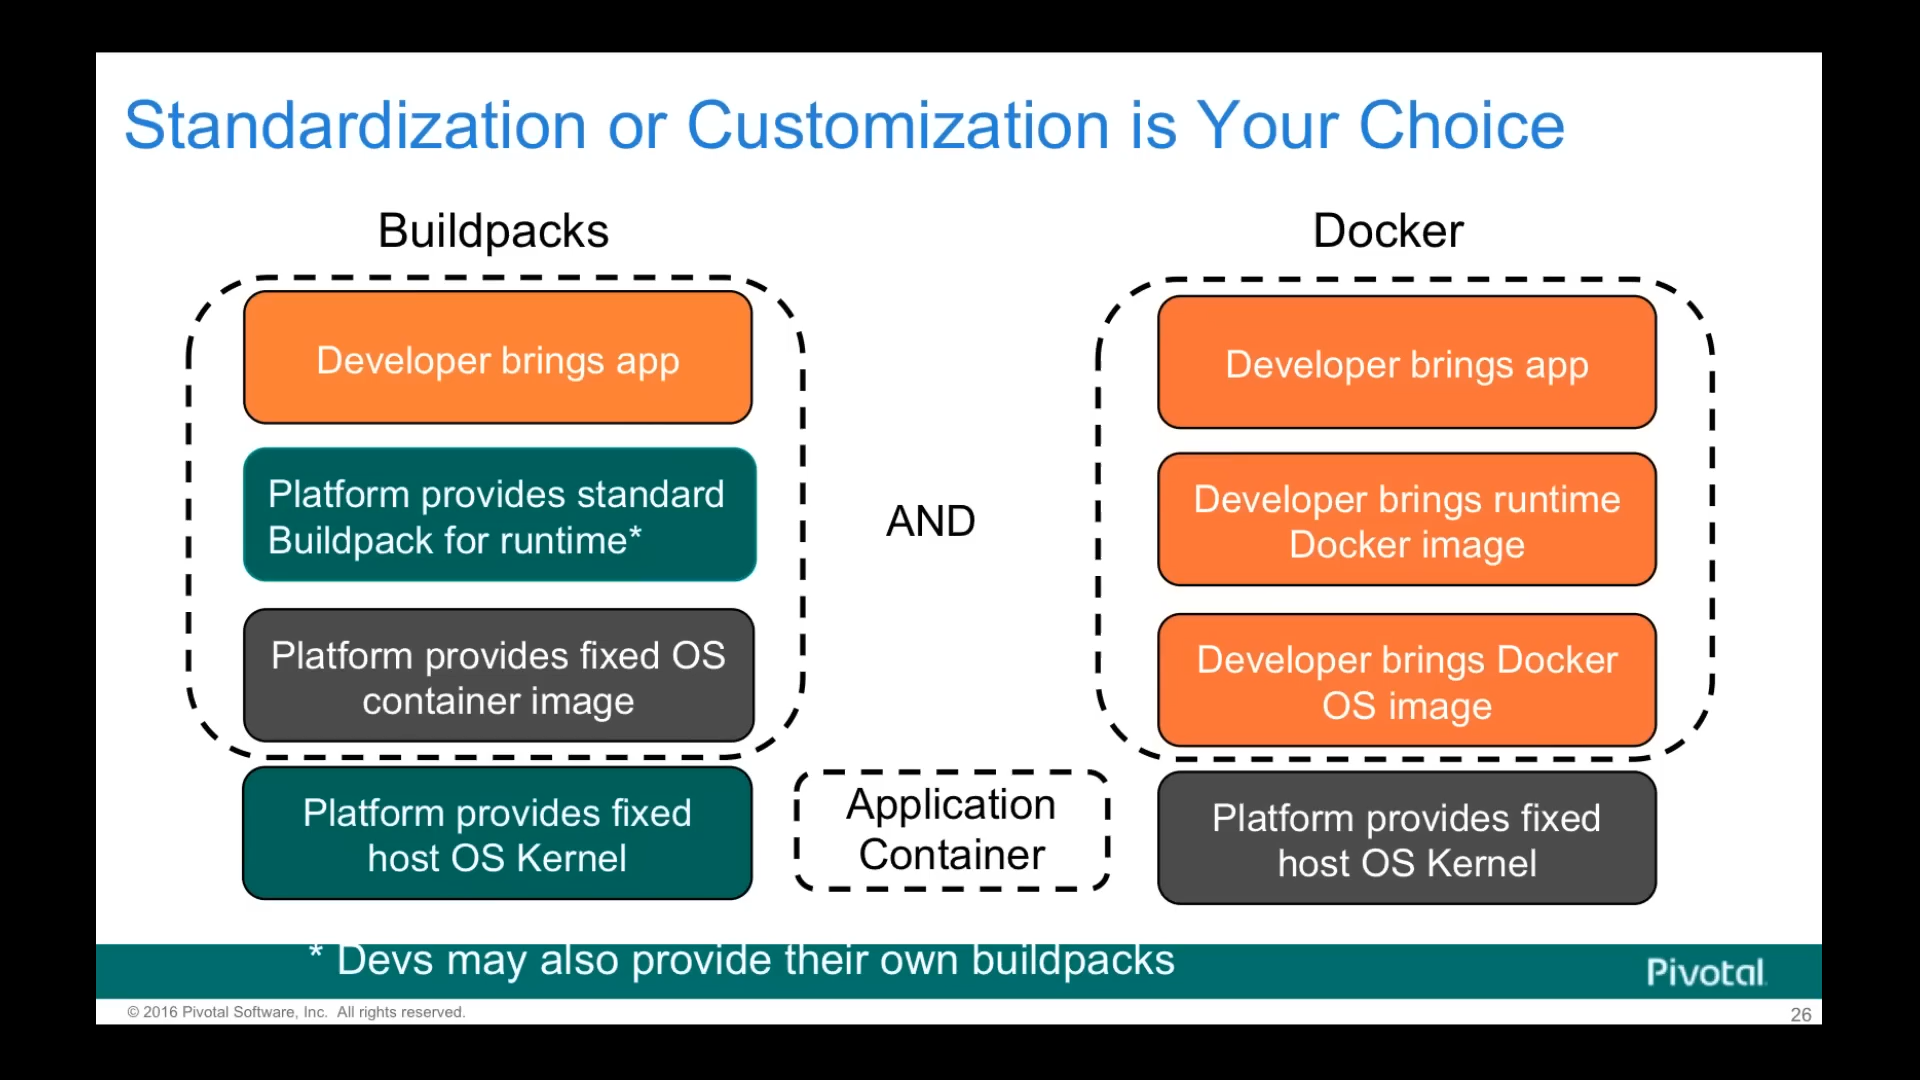 Standardization or Customization is Your Choice
Buildpacks
Developer brings app
Platform provides standard
Buildpack for runtime*
Platform provides fixed OS
container image
Platform provides fixed
host OS Kernel
AND
Application
Container
Docker
Developer brings app
Developer brings runtime
Docker image
Developer brings Docker
OS image
Platform provides fixed
host OS Kernel
* Devs may also provide their own buildpacks
Pivotal
© 2016 Pivotal Software, Inc. All rights reserved.
26